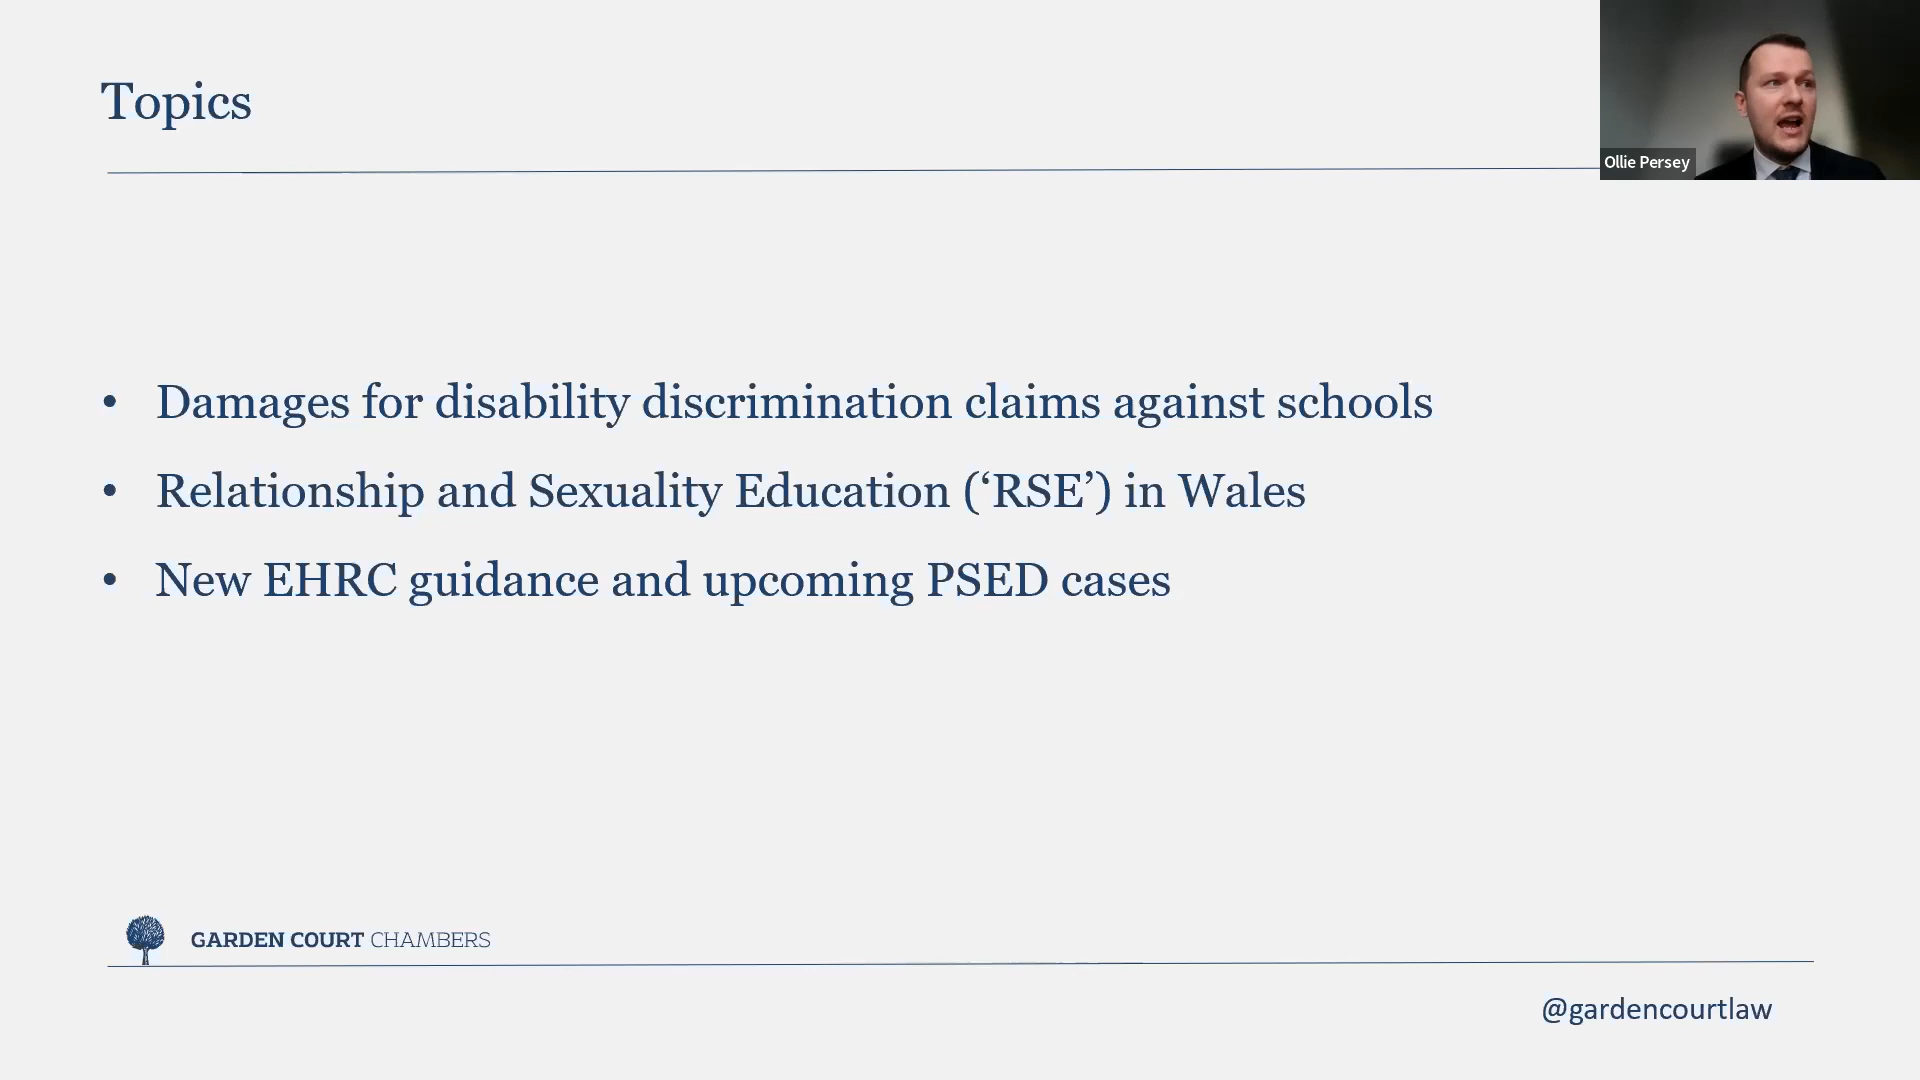 Topics
Ollie Persey
• Damages for disability discrimination claims against schools
• Relationship and Sexuality Education (‘RSE’) in Wales
• New EHRC guidance and upcoming PSED cases
GARDEN COURT CHAMBERS
@gardencourtlaw